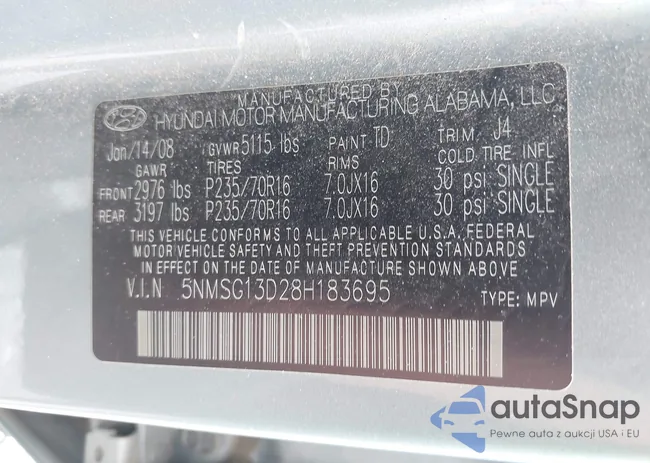 MANUFACTURED BY
HYUNDAI MOTOR MANUFACTURING ALABAMA, LLC
Jan/14/08 GVWR 5115 lbs PAINT TD TRIM J4
GAWR TIRES RIMS COLD TIRE INFL
FRONT 2976 lbs P235/70R16 7.0JX16 30 psi SINGLE
REAR 3197 lbs P235/70R16 7.0JX16 30 psi SINGLE
THIS VEHICLE CONFORMS TO ALL APPLICABLE U.S.A. FEDERAL
MOTOR VEHICLE SAFETY AND THEFT PREVENTION STANDARDS
IN EFFECT ON THE DATE OF MANUFACTURE SHOWN ABOVE.
V.I.N 5NMSG13D28H183695 TYPE: MPV
autaSnap
Pewne auta z aukcji USA i EU